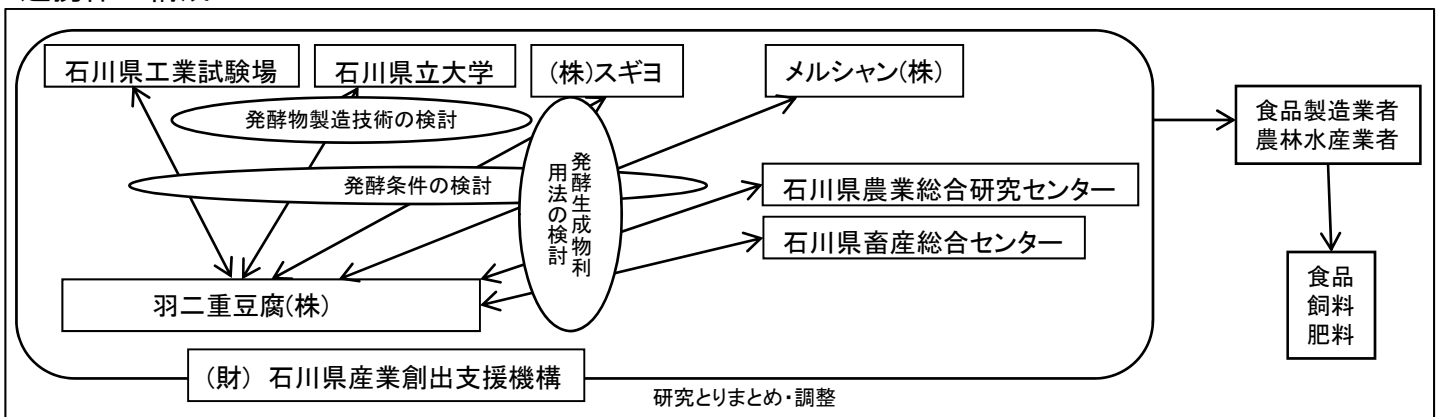 石川県工業試験場
石川県立大学
(株)スギヨ
メルシャン(株)
発酵物製造技術の検討
発酵条件の検討
発酵生成物利
用法の検討
石川県農業総合研究センター
石川県畜産総合センター
羽二重豆腐(株)
(財) 石川県産業創出支援機構
研究とりまとめ・調整
食品製造業者
農林水産業者
食品
飼料
肥料